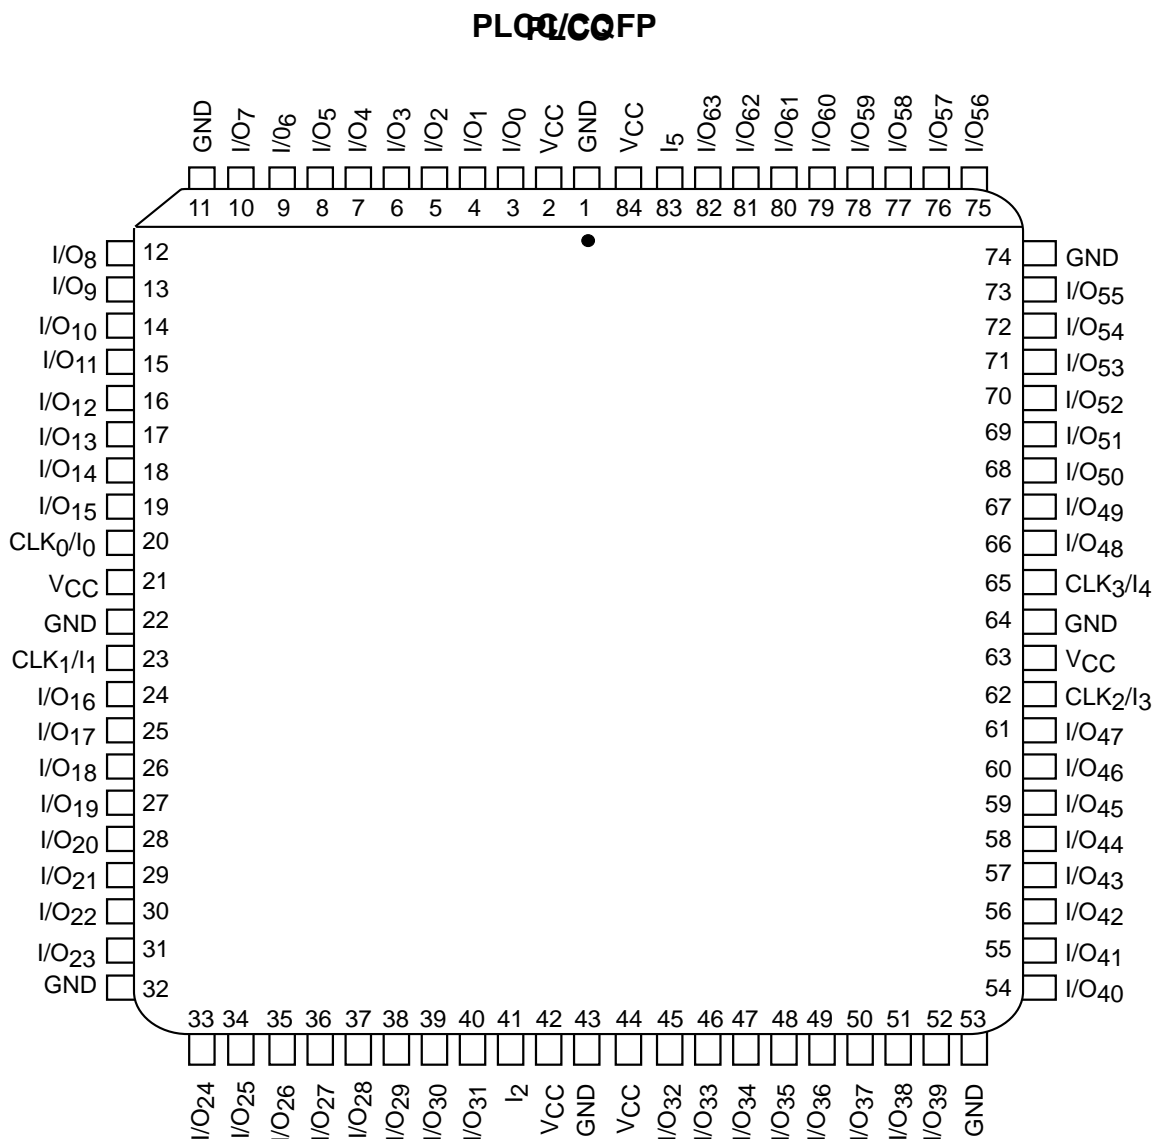 PLCC/CQFP
PLCC
GND I/O7 I/06 I/O5 I/O4 I/O3 I/O2 I/O1 I/O0 VCC GND VCC I5 I/O63 I/O62 I/O61 I/O60 I/O59 I/O58 I/O57 I/O56
11 10 9 8 7 6 5 4 3 2 1 84 83 82 81 80 79 78 77 76 75
I/O8 12 74 GND
I/O9 13 73 I/O55
I/O10 14 72 I/O54
I/O11 15 71 I/O53
I/O12 16 70 I/O52
I/O13 17 69 I/O51
I/O14 18 68 I/O50
I/O15 19 67 I/O49
CLK0/I0 20 66 I/O48
VCC 21 65 CLK3/I4
GND 22 64 GND
CLK1/I1 23 63 VCC
I/O16 24 62 CLK2/I3
I/O17 25 61 I/O47
I/O18 26 60 I/O46
I/O19 27 59 I/O45
I/O20 28 58 I/O44
I/O21 29 57 I/O43
I/O22 30 56 I/O42
I/O23 31 55 I/O41
GND 32 54 I/O40
33 34 35 36 37 38 39 40 41 42 43 44 45 46 47 48 49 50 51 52 53
I/O24 I/O25 I/O26 I/O27 I/O28 I/O29 I/O30 I/O31 I2 VCC GND VCC I/O32 I/O33 I/O34 I/O35 I/O36 I/O37 I/O38 I/O39 GND